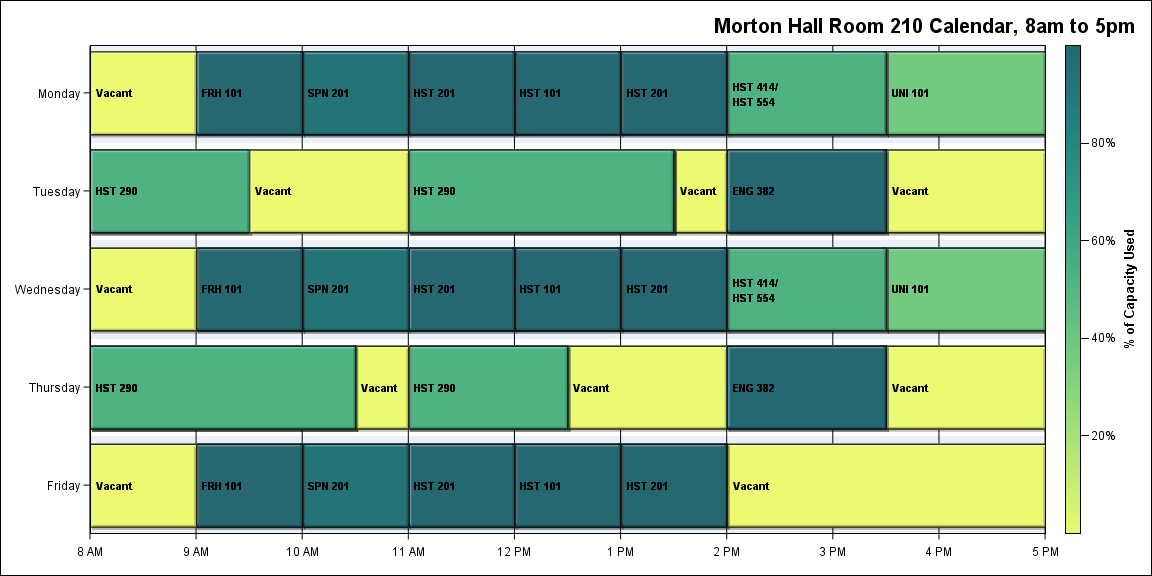 Morton Hall Room 210 Calendar, 8am to 5pm
Monday
Vacant
FRH 101
SPN 201
HST 201
HST 101
HST 201
HST 414/
HST 554
UNI 101
Tuesday
HST 290
Vacant
HST 290
Vacant
ENG 382
Vacant
Wednesday
Vacant
FRH 101
SPN 201
HST 201
HST 101
HST 201
HST 414/
HST 554
UNI 101
Thursday
HST 290
Vacant
HST 290
Vacant
ENG 382
Vacant
Friday
Vacant
FRH 101
SPN 201
HST 201
HST 101
HST 201
Vacant
8 AM
9 AM
10 AM
11 AM
12 PM
1 PM
2 PM
3 PM
4 PM
5 PM
80%
60%
40%
20%
% of Capacity Used